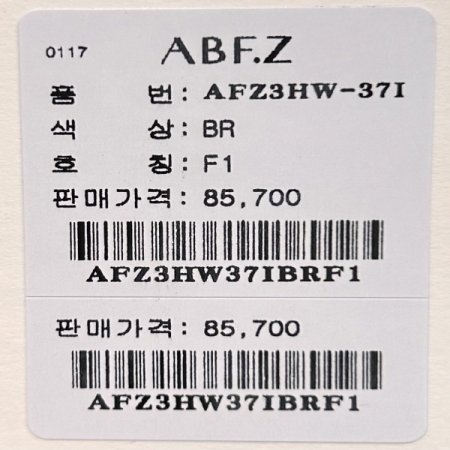 0117 ABF.Z
품 번: AFZ3HW-37I
색 상: BR
호 칭: F1
판매가격: 85,700
AFZ3HW37IBRF1
판매가격: 85,700
AFZ3HW37IBRF1